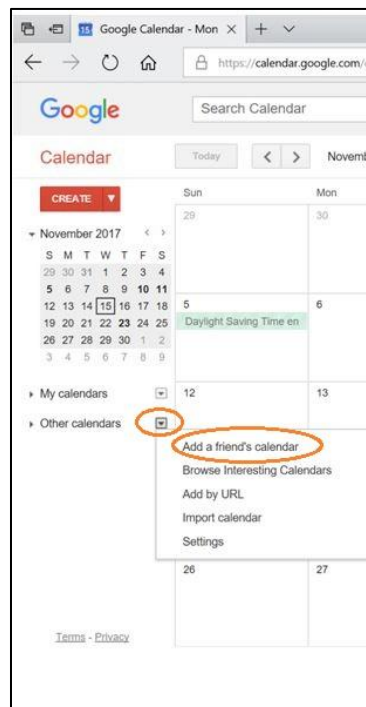 15 Google Calendar - Mon
https://calendar.google.com/
Google
Search Calendar
Calendar
Today
Novemb
CREATE
Sun Mon
November 2017
29 30
S M T W T F S
29 30 31 1 2 3 4
5 6 7 8 9 10 11
12 13 14 15 16 17 18
5 6
19 20 21 22 23 24 25
Daylight Saving Time en
26 27 28 29 30 1 2
3 4 5 6 7 8 9
My calendars
12 13
Other calendars
Add a friend's calendar
Browse Interesting Calendars
Add by URL
Import calendar
Settings
26 27
Terms - Privacy